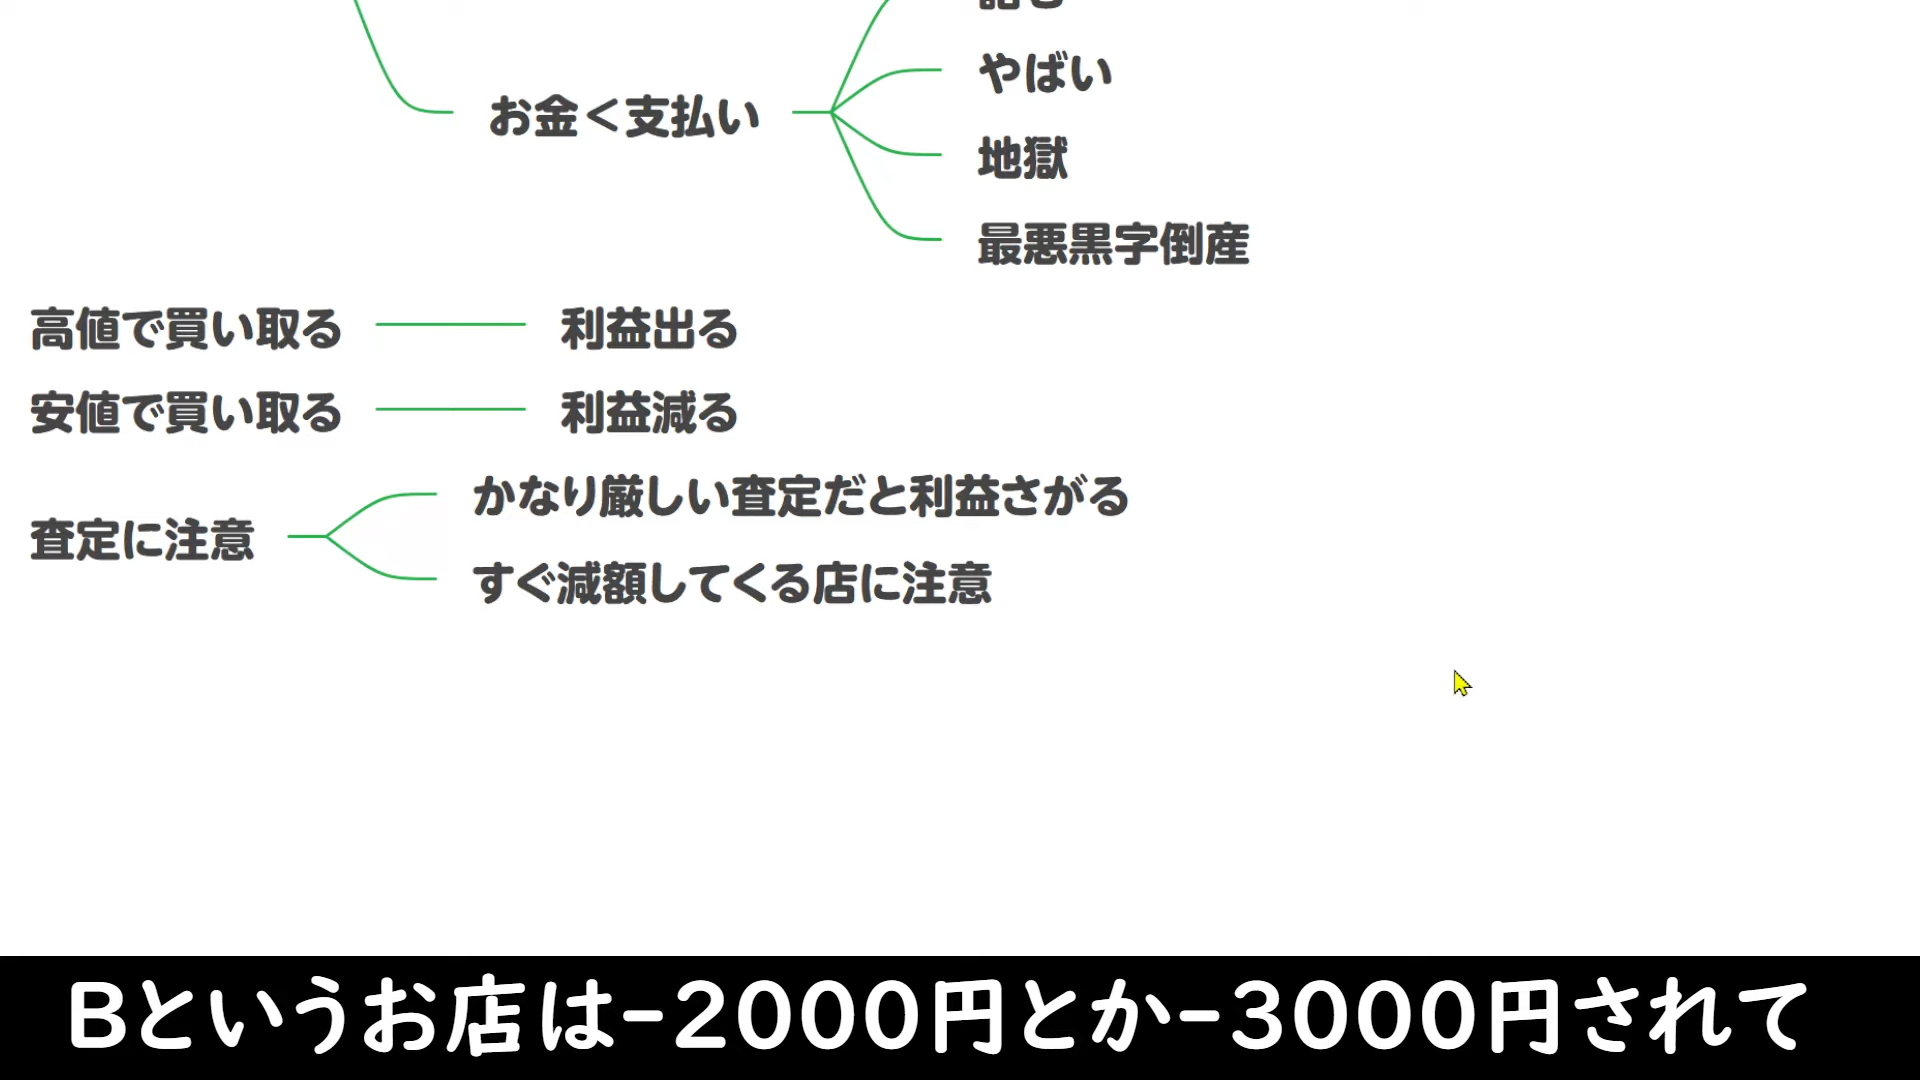 やばい
お金<支払い
地獄
最悪黒字倒産
高値で買い取る 利益出る
安値で買い取る 利益減る
かなり厳しい査定だと利益さがる
査定に注意
すぐ減額してくる店に注意
Bというお店は-2000円とか-3000円されて